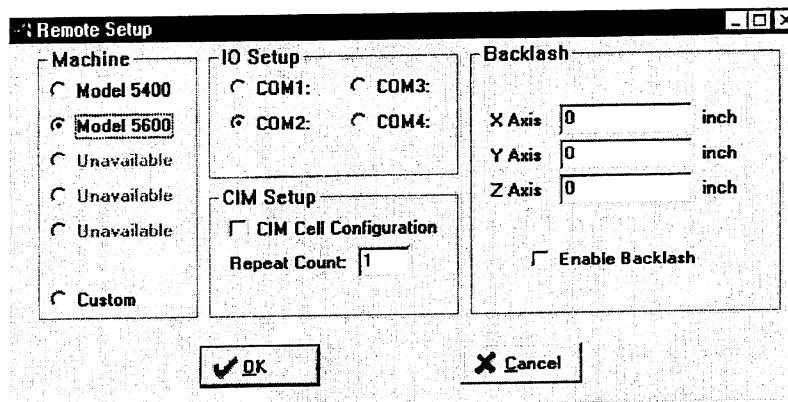 Remote Setup
Machine
Model 5400
Model 5600
Unavailable
Unavailable
Unavailable
Custom
IO Setup
COM1: COM3:
COM2: COM4:
CIM Setup
CIM Cell Configuration
Repeat Count: 1
Backlash
X Axis 0 inch
Y Axis 0 inch
Z Axis 0 inch
Enable Backlash
OK
Cancel